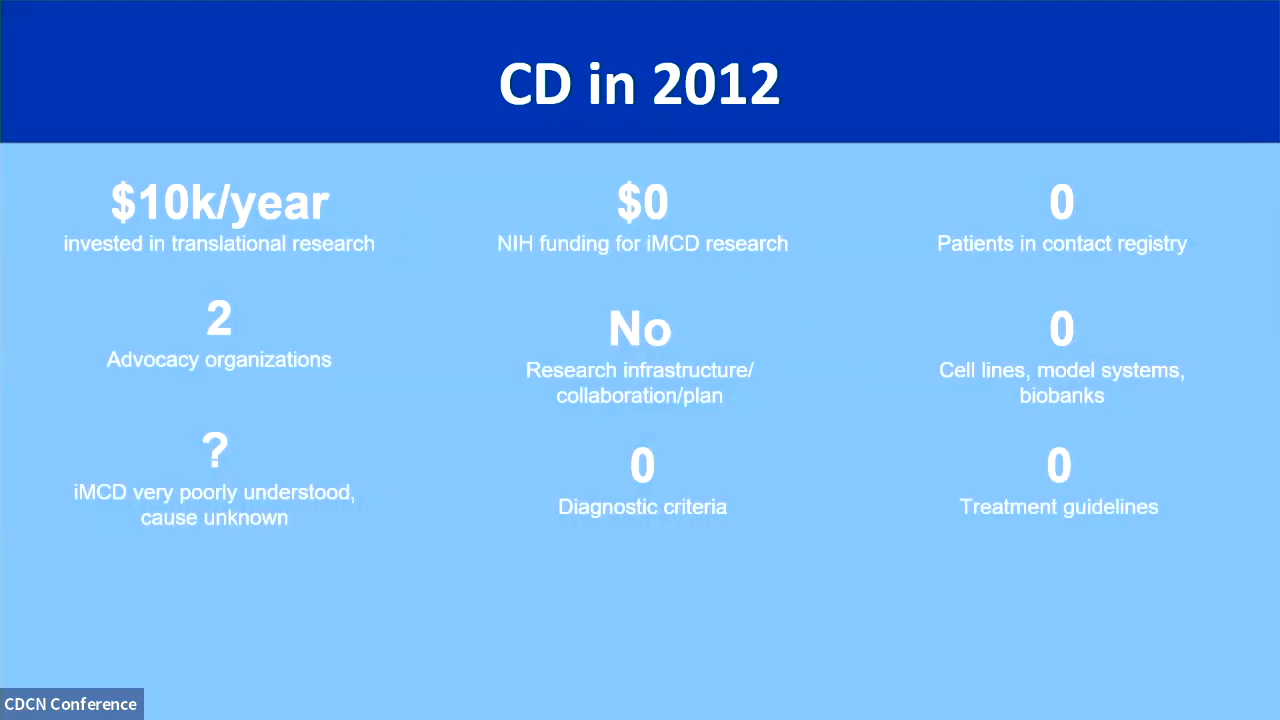 CD in 2012
$10k/year
invested in translational research
$0
NIH funding for iMCD research
0
Patients in contact registry
2
Advocacy organizations
No
Research infrastructure/
collaboration/plan
0
Cell lines, model systems,
biobanks
?
iMCD very poorly understood,
cause unknown
0
Diagnostic criteria
0
Treatment guidelines
CDCN Conference